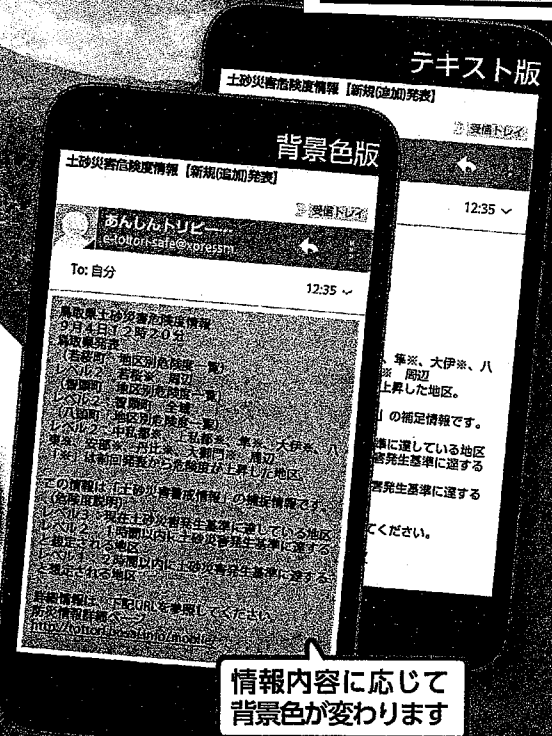 テキスト版
土砂災害危険度情報【新規(追加)発表】
受信トレイ
12:35
、隼※、大伊※、八
※ 周辺
上昇した地区。
」の補足情報です。
準に達している地区
害発生基準に達する
害発生基準に達する
てください。
背景色版
土砂災害危険度情報【新規(追加)発表】
受信トレイ
あんしんトリピー…
e-tottori-safe@xpressm
To: 自分
12:35
鳥取県土砂災害危険度情報
9月4日12時20分
鳥取県発表
(若桜町 地区別危険度一覧)
レベル2:若桜※ 周辺
(智頭町 地区別危険度一覧)
レベル2:智頭町 全域
(八頭町 地区別危険度一覧)
レベル2:中私都※、上私都※、隼※、大伊※、八
東※、安部※、丹比※、大御門※ 周辺
「※」は前回発表から危険度が上昇した地区。
この情報は「土砂災害警戒情報」の補足情報です。
(危険度説明)
レベル3:現在土砂災害発生基準に達している地区
レベル2:1時間以内に土砂災害発生基準に達する
と想定される地区
レベル1:2時間以内に土砂災害発生基準に達する
と想定される地区
詳細情報は、下記URLを参照してください。
防災情報詳細ページ
情報内容に応じて
背景色が変わります